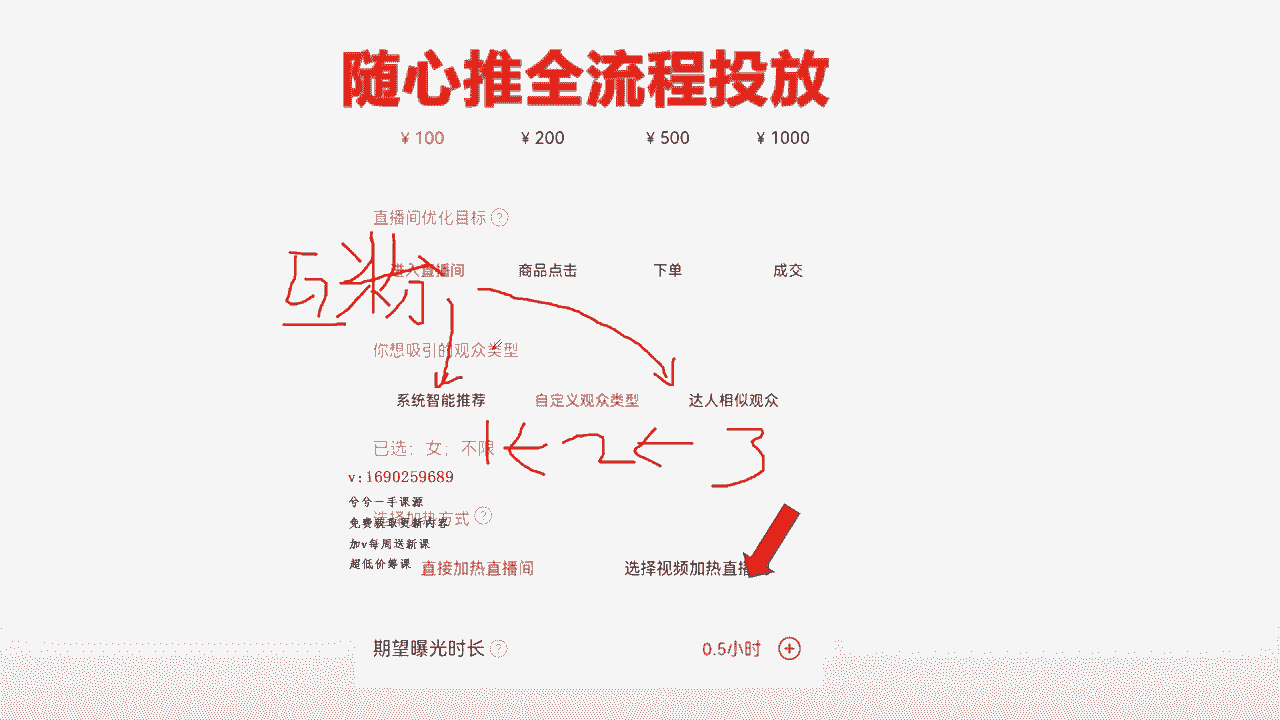 随心推全流程投放
¥ 100 ¥ 200 ¥ 500 ¥ 1000
直播间优化目标 ?
进入直播间 商品点击 下单 成交
互粉
你想吸引的观众类型
系统智能推荐 自定义观众类型 达人相似观众
已选：女；不限
1 ← 2 ← 3
v:1690259689
兮兮一手课源
选择加热方式 ?
免费获取更新内容
加v每周送新课
超低价筹课
直接加热直播间 选择视频加热直播
期望曝光时长 ? 0.5小时 +